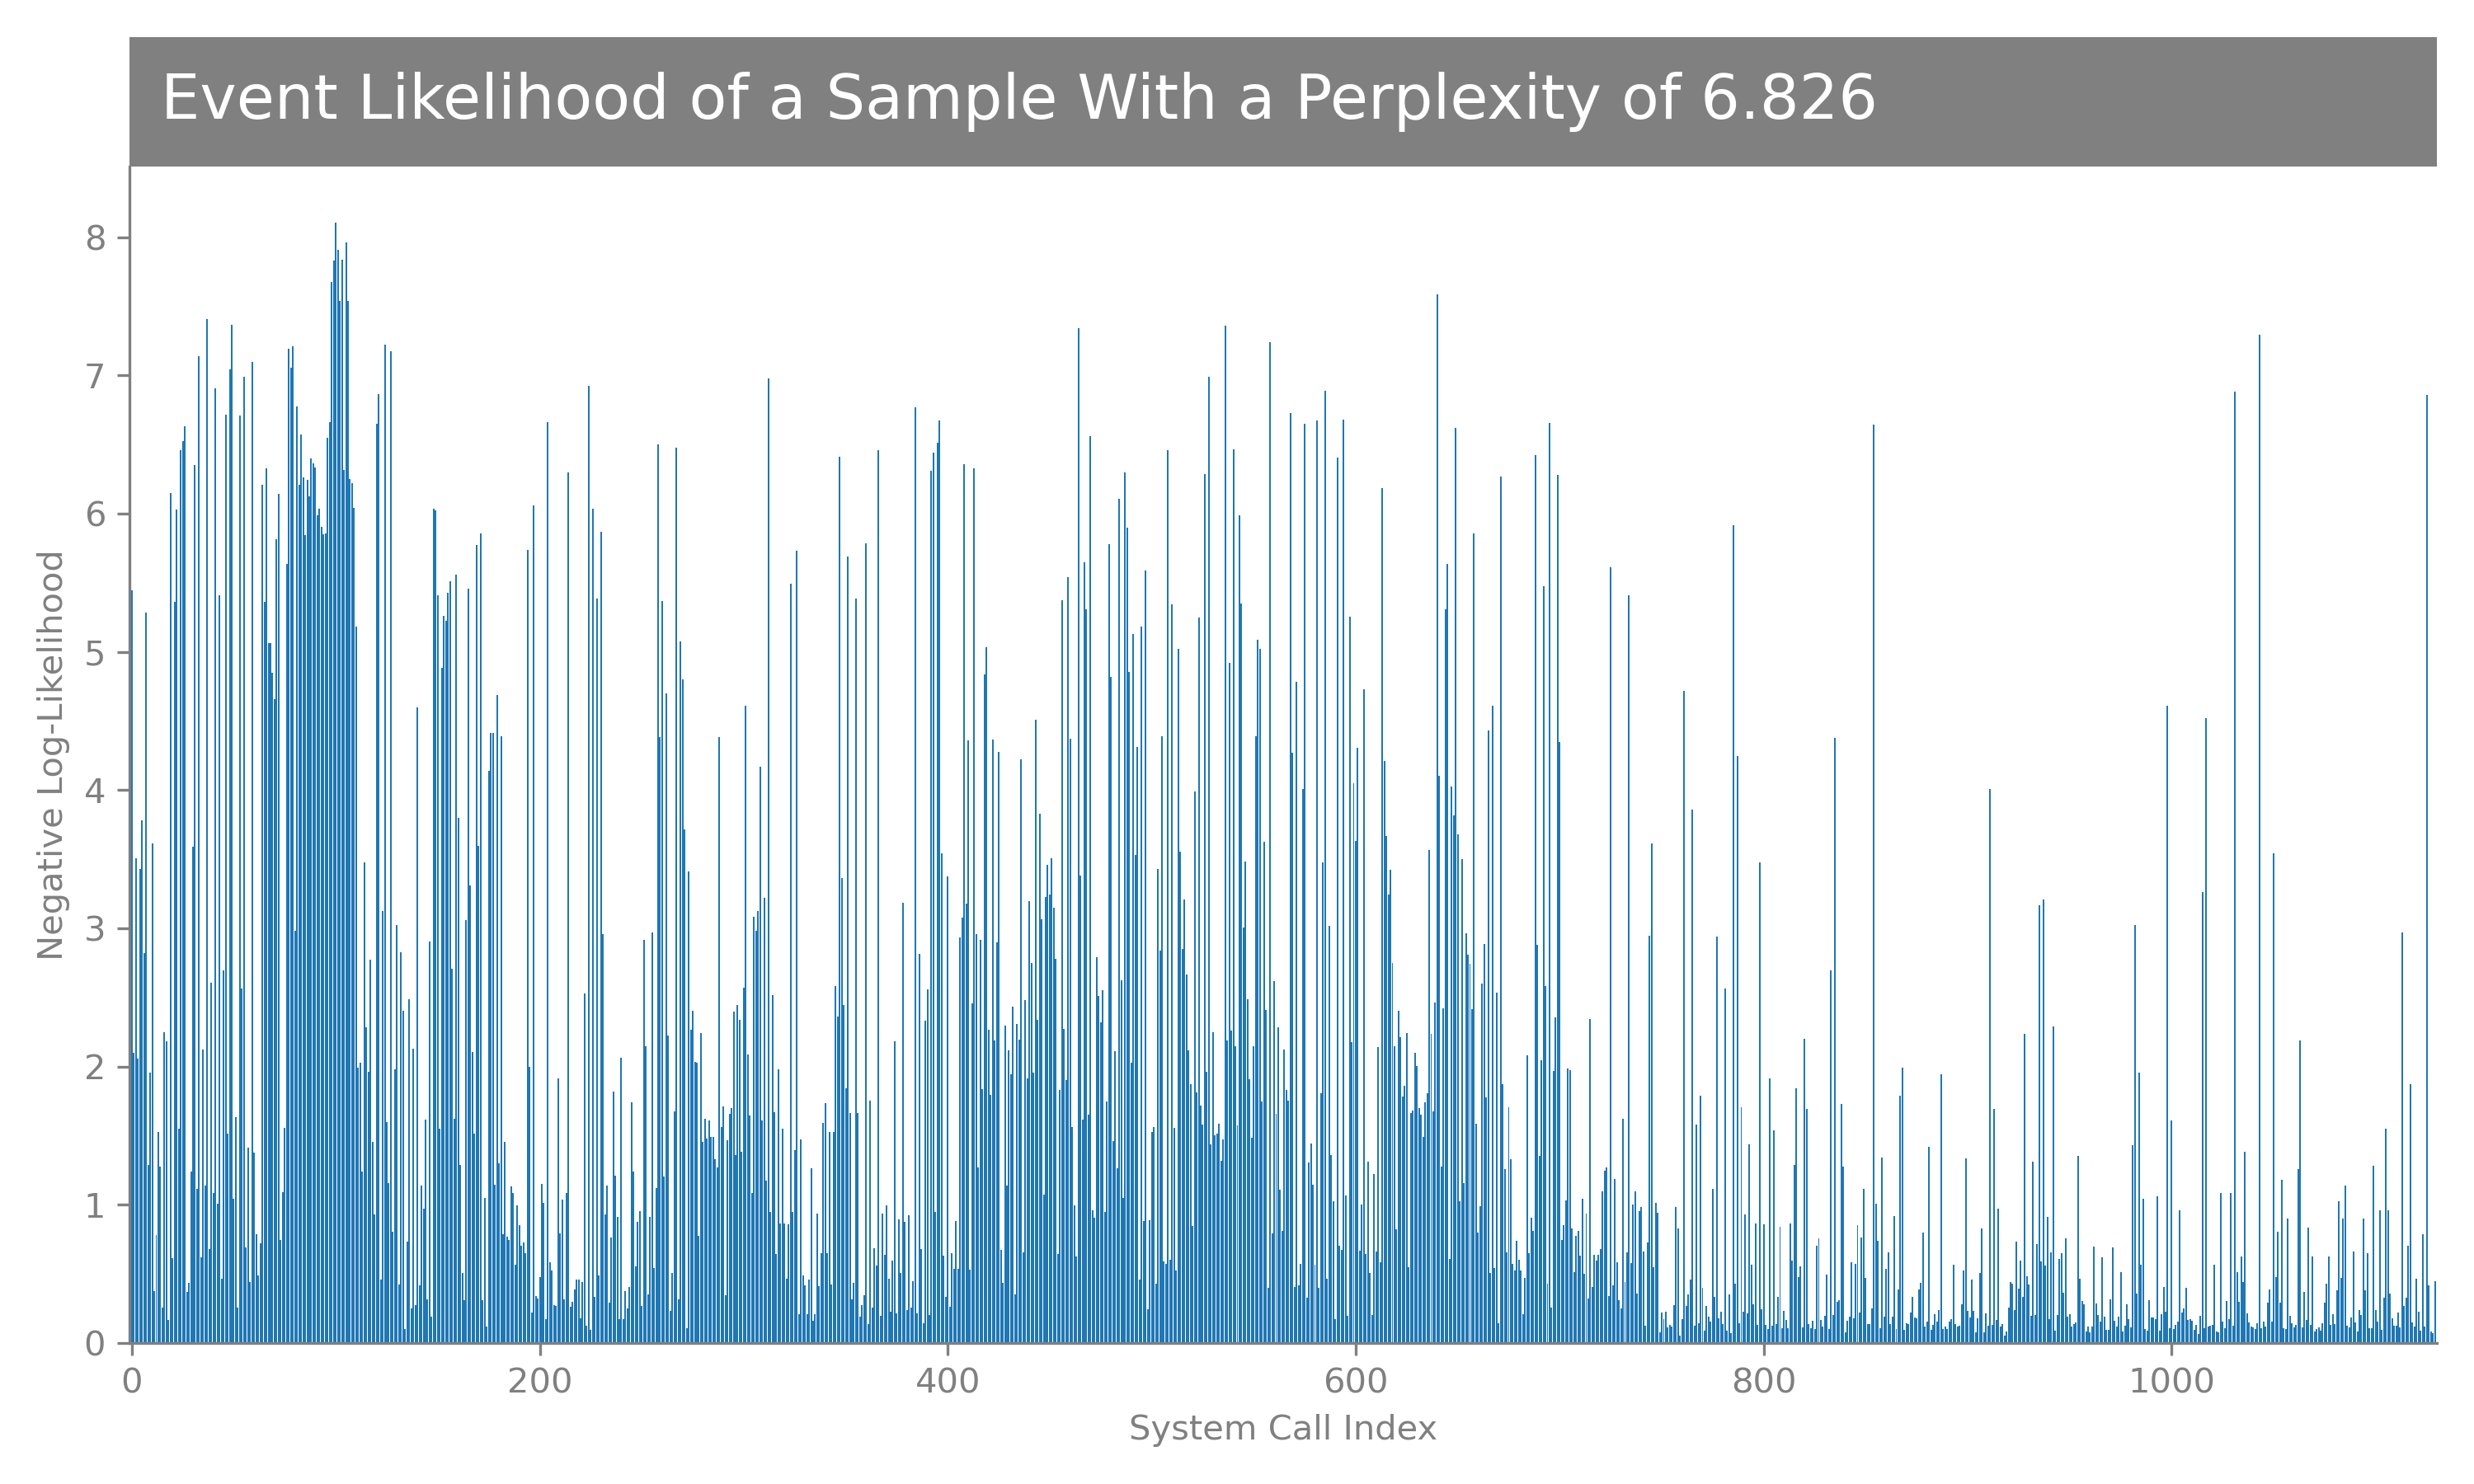 Event Likelihood of a Sample With a Perplexity of 6.826
8
7
6
5
4
3
2
1
0
Negative Log-Likelihood
0 200 400 600 800 1000
System Call Index